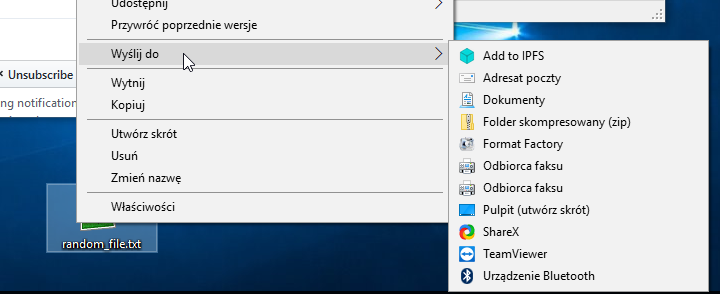 Udostępnij
Przywróć poprzednie wersje
Wyślij do
Wytnij
Kopiuj
Utwórz skrót
Usuń
Zmień nazwę
Właściwości
Add to IPFS
Adresat poczty
Dokumenty
Folder skompresowany (zip)
Format Factory
Odbiorca faksu
Odbiorca faksu
Pulpit (utwórz skrót)
ShareX
TeamViewer
Urządzenie Bluetooth
Unsubscribe
ng notification
random_file.txt